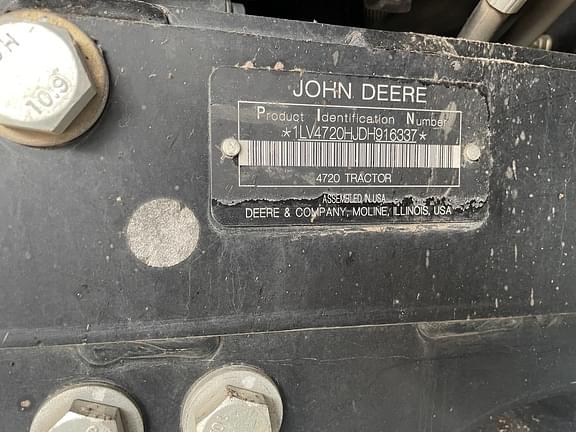 JOHN DEERE
Product Identification Number
*1LV4720HJDH916337*
4720 TRACTOR
ASSEMBLED IN USA
DEERE & COMPANY, MOLINE, ILLINOIS, USA
10.9